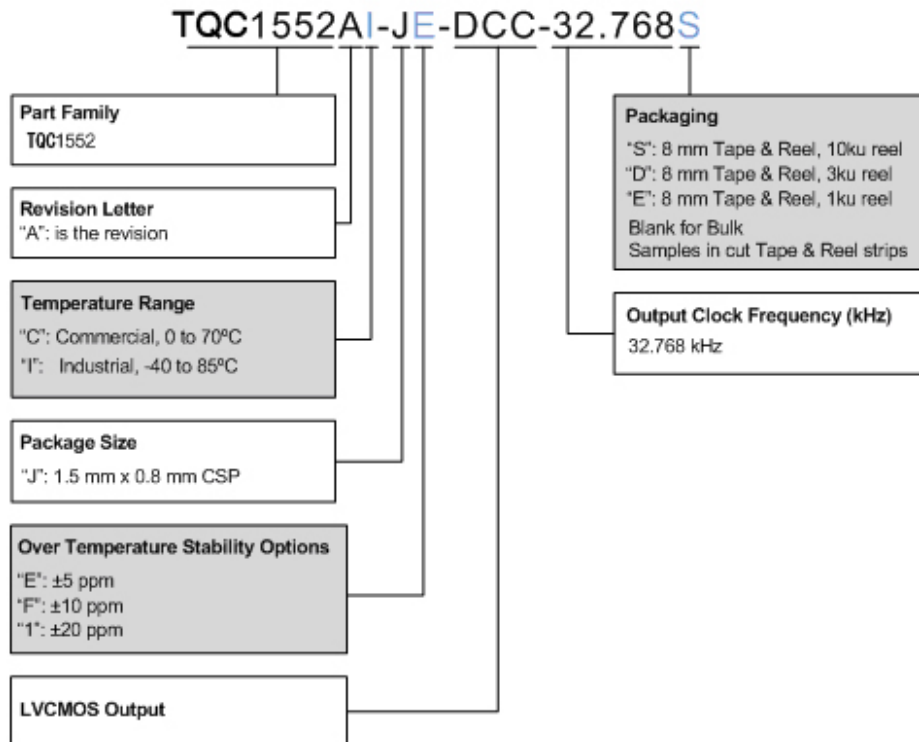 TQC1552AI-JE-DCC-32.768S
Part Family
TQC1552
Revision Letter
"A": is the revision
Temperature Range
"C": Commercial, 0 to 70ºC
"I": Industrial, -40 to 85ºC
Package Size
"J": 1.5 mm x 0.8 mm CSP
Over Temperature Stability Options
"E": ±5 ppm
"F": ±10 ppm
"1": ±20 ppm
LVCMOS Output
Packaging
"S": 8 mm Tape & Reel, 10ku reel
"D": 8 mm Tape & Reel, 3ku reel
"E": 8 mm Tape & Reel, 1ku reel
Blank for Bulk
Samples in cut Tape & Reel strips
Output Clock Frequency (kHz)
32.768 kHz